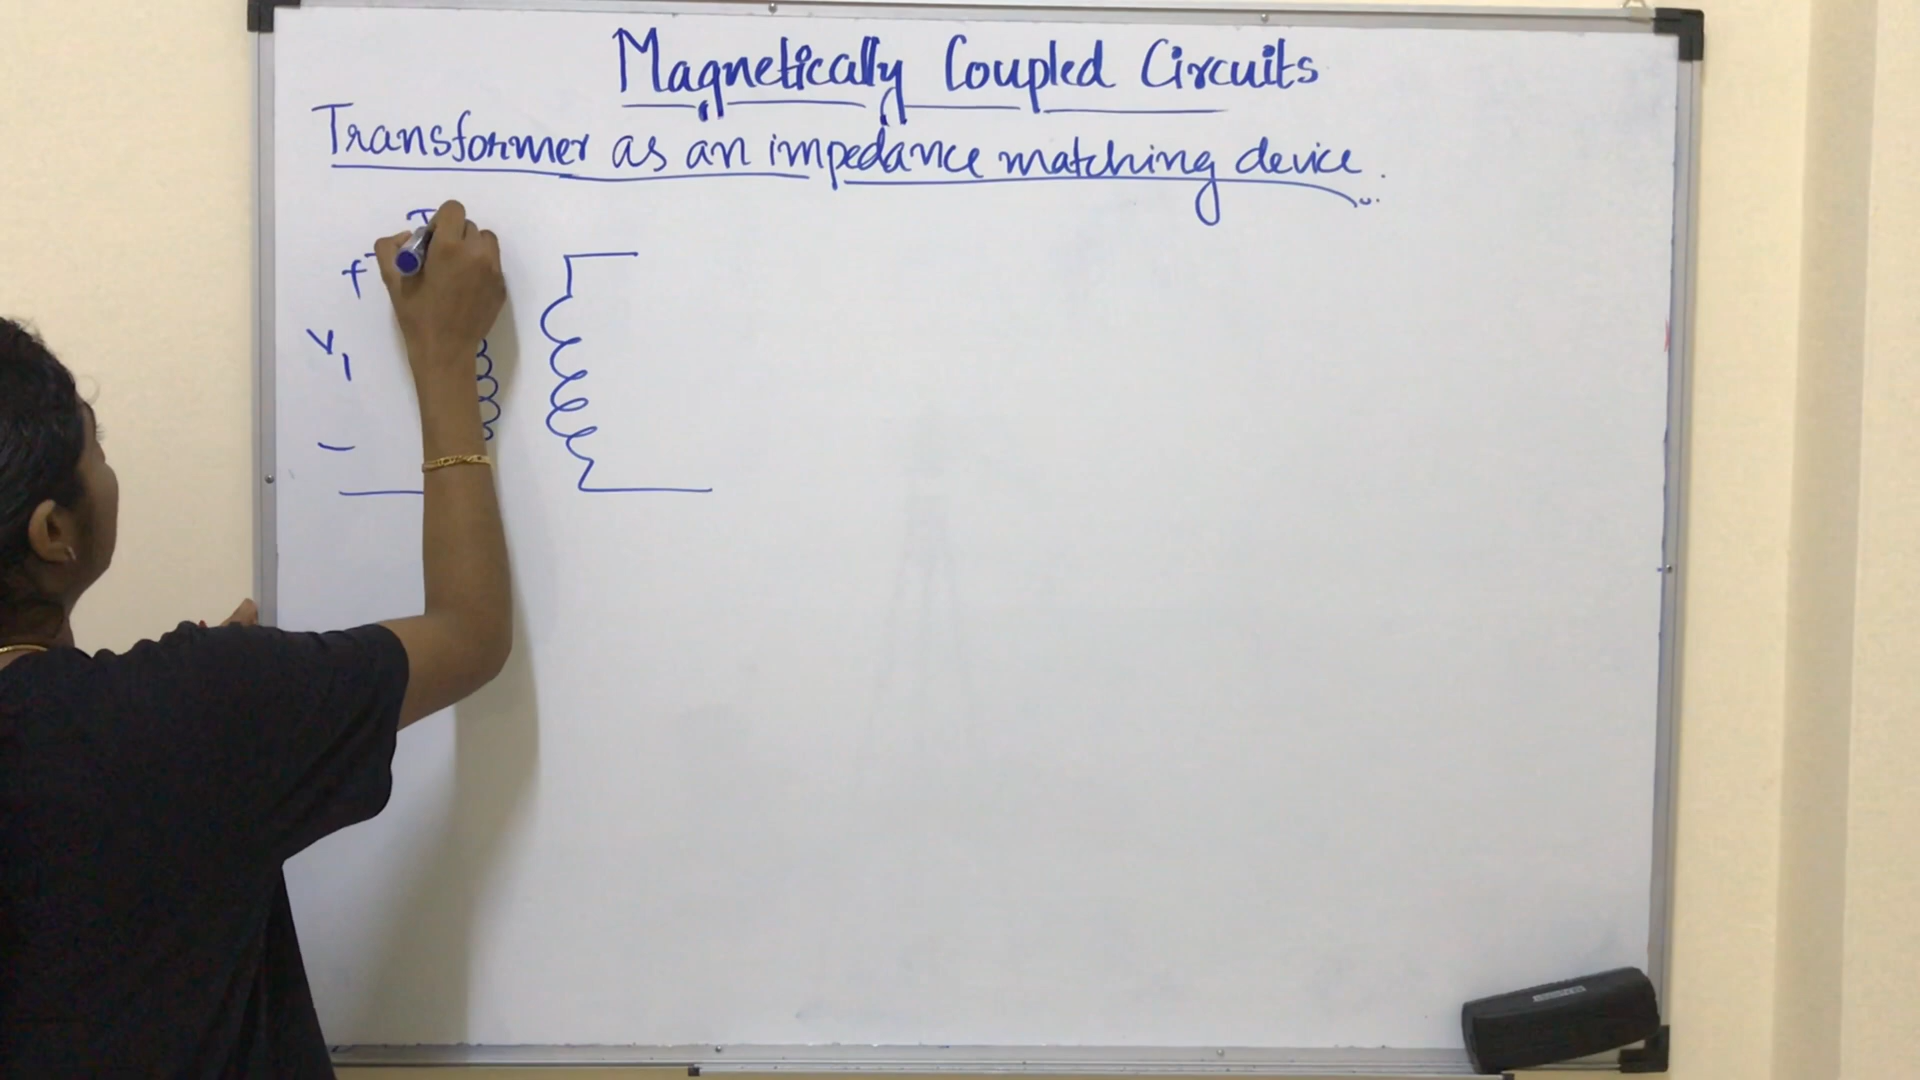 Magnetically Coupled Circuits
Transformer as an impedance matching device.
I
+
V1
-